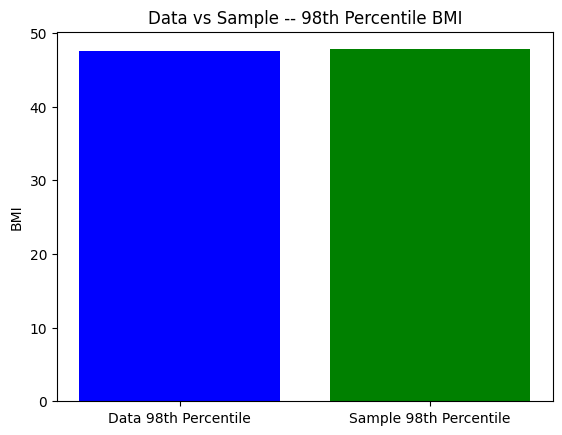 Data vs Sample -- 98th Percentile BMI
50
40
30
20
10
0
BMI
Data 98th Percentile
Sample 98th Percentile